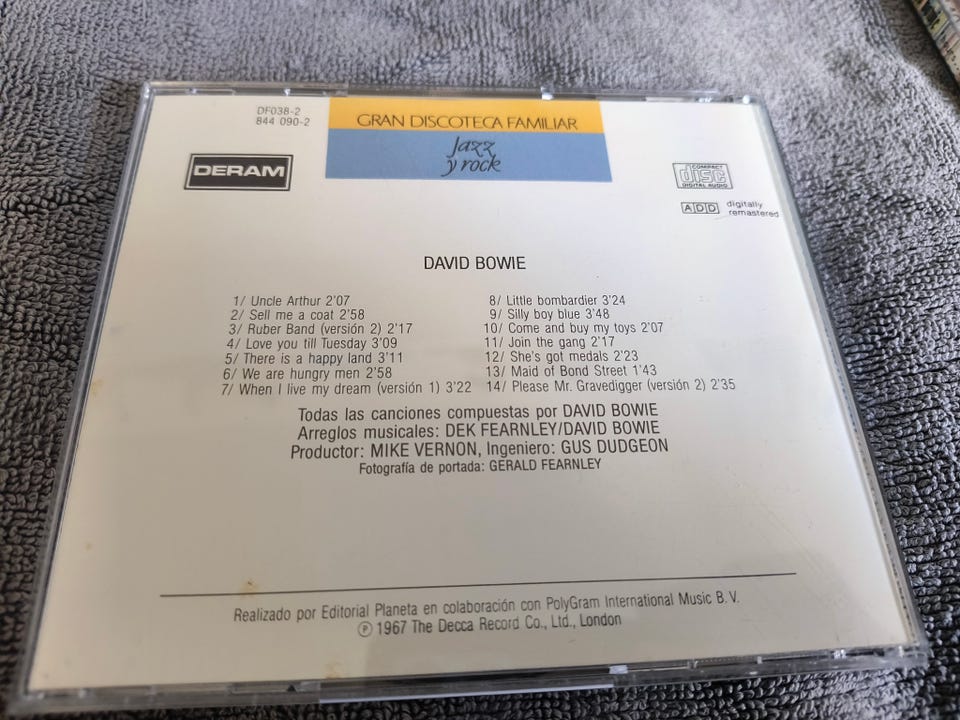 DF038-2
844 090-2
GRAN DISCOTECA FAMILIAR
Jazz
y rock
DERAM
COMPACT
disc
DIGITAL AUDIO
ADD digitally
remastered
DAVID BOWIE
1/ Uncle Arthur 2'07
2/ Sell me a coat 2'58
3/ Ruber Band (versión 2) 2'17
4/ Love you till Tuesday 3'09
5/ There is a happy land 3'11
6/ We are hungry men 2'58
7/ When I live my dream (versión 1) 3'22
8/ Little bombardier 3'24
9/ Silly boy blue 3'48
10/ Come and buy my toys 2'07
11/ Join the gang 2'17
12/ She's got medals 2'23
13/ Maid of Bond Street 1'43
14/ Please Mr. Gravedigger (versión 2) 2'35
Todas las canciones compuestas por DAVID BOWIE
Arreglos musicales: DEK FEARNLEY/DAVID BOWIE
Productor: MIKE VERNON, Ingeniero: GUS DUDGEON
Fotografía de portada: GERALD FEARNLEY
Realizado por Editorial Planeta en colaboración con PolyGram International Music B.V.
℗ 1967 The Decca Record Co., Ltd., London